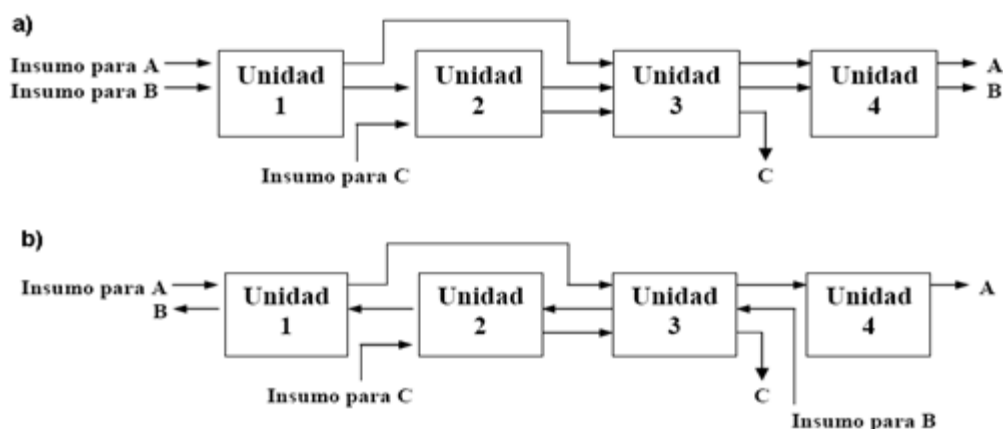 a)
Insumo para A
Insumo para B
Unidad
1
Unidad
2
Unidad
3
Unidad
4
A
B
Insumo para C
C
b)
Insumo para A
B
Unidad
1
Unidad
2
Unidad
3
Unidad
4
A
Insumo para C
C
Insumo para B